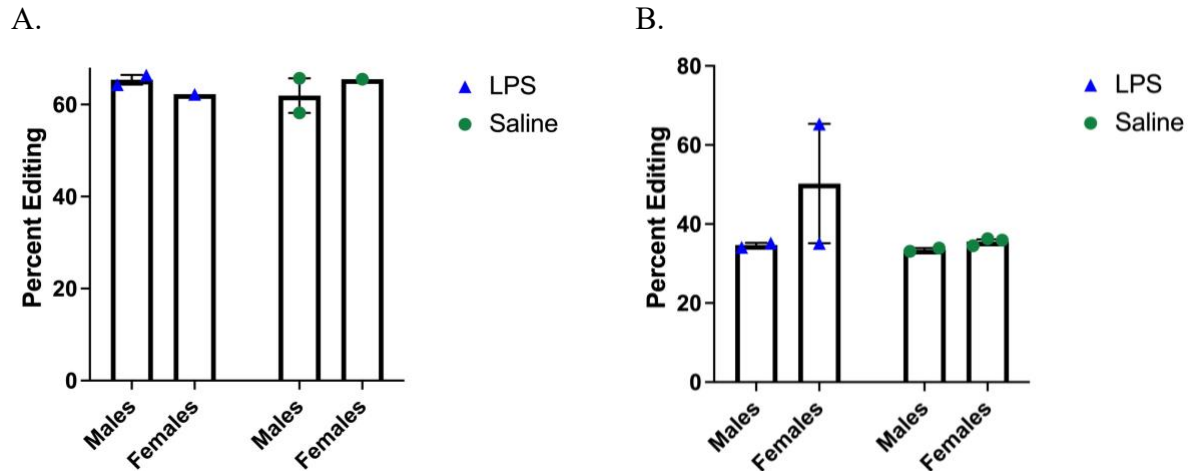 A.
Percent Editing
60
40
20
0
Males
Females
Males
Females
LPS
Saline
B.
Percent Editing
80
60
40
20
0
Males
Females
Males
Females
LPS
Saline